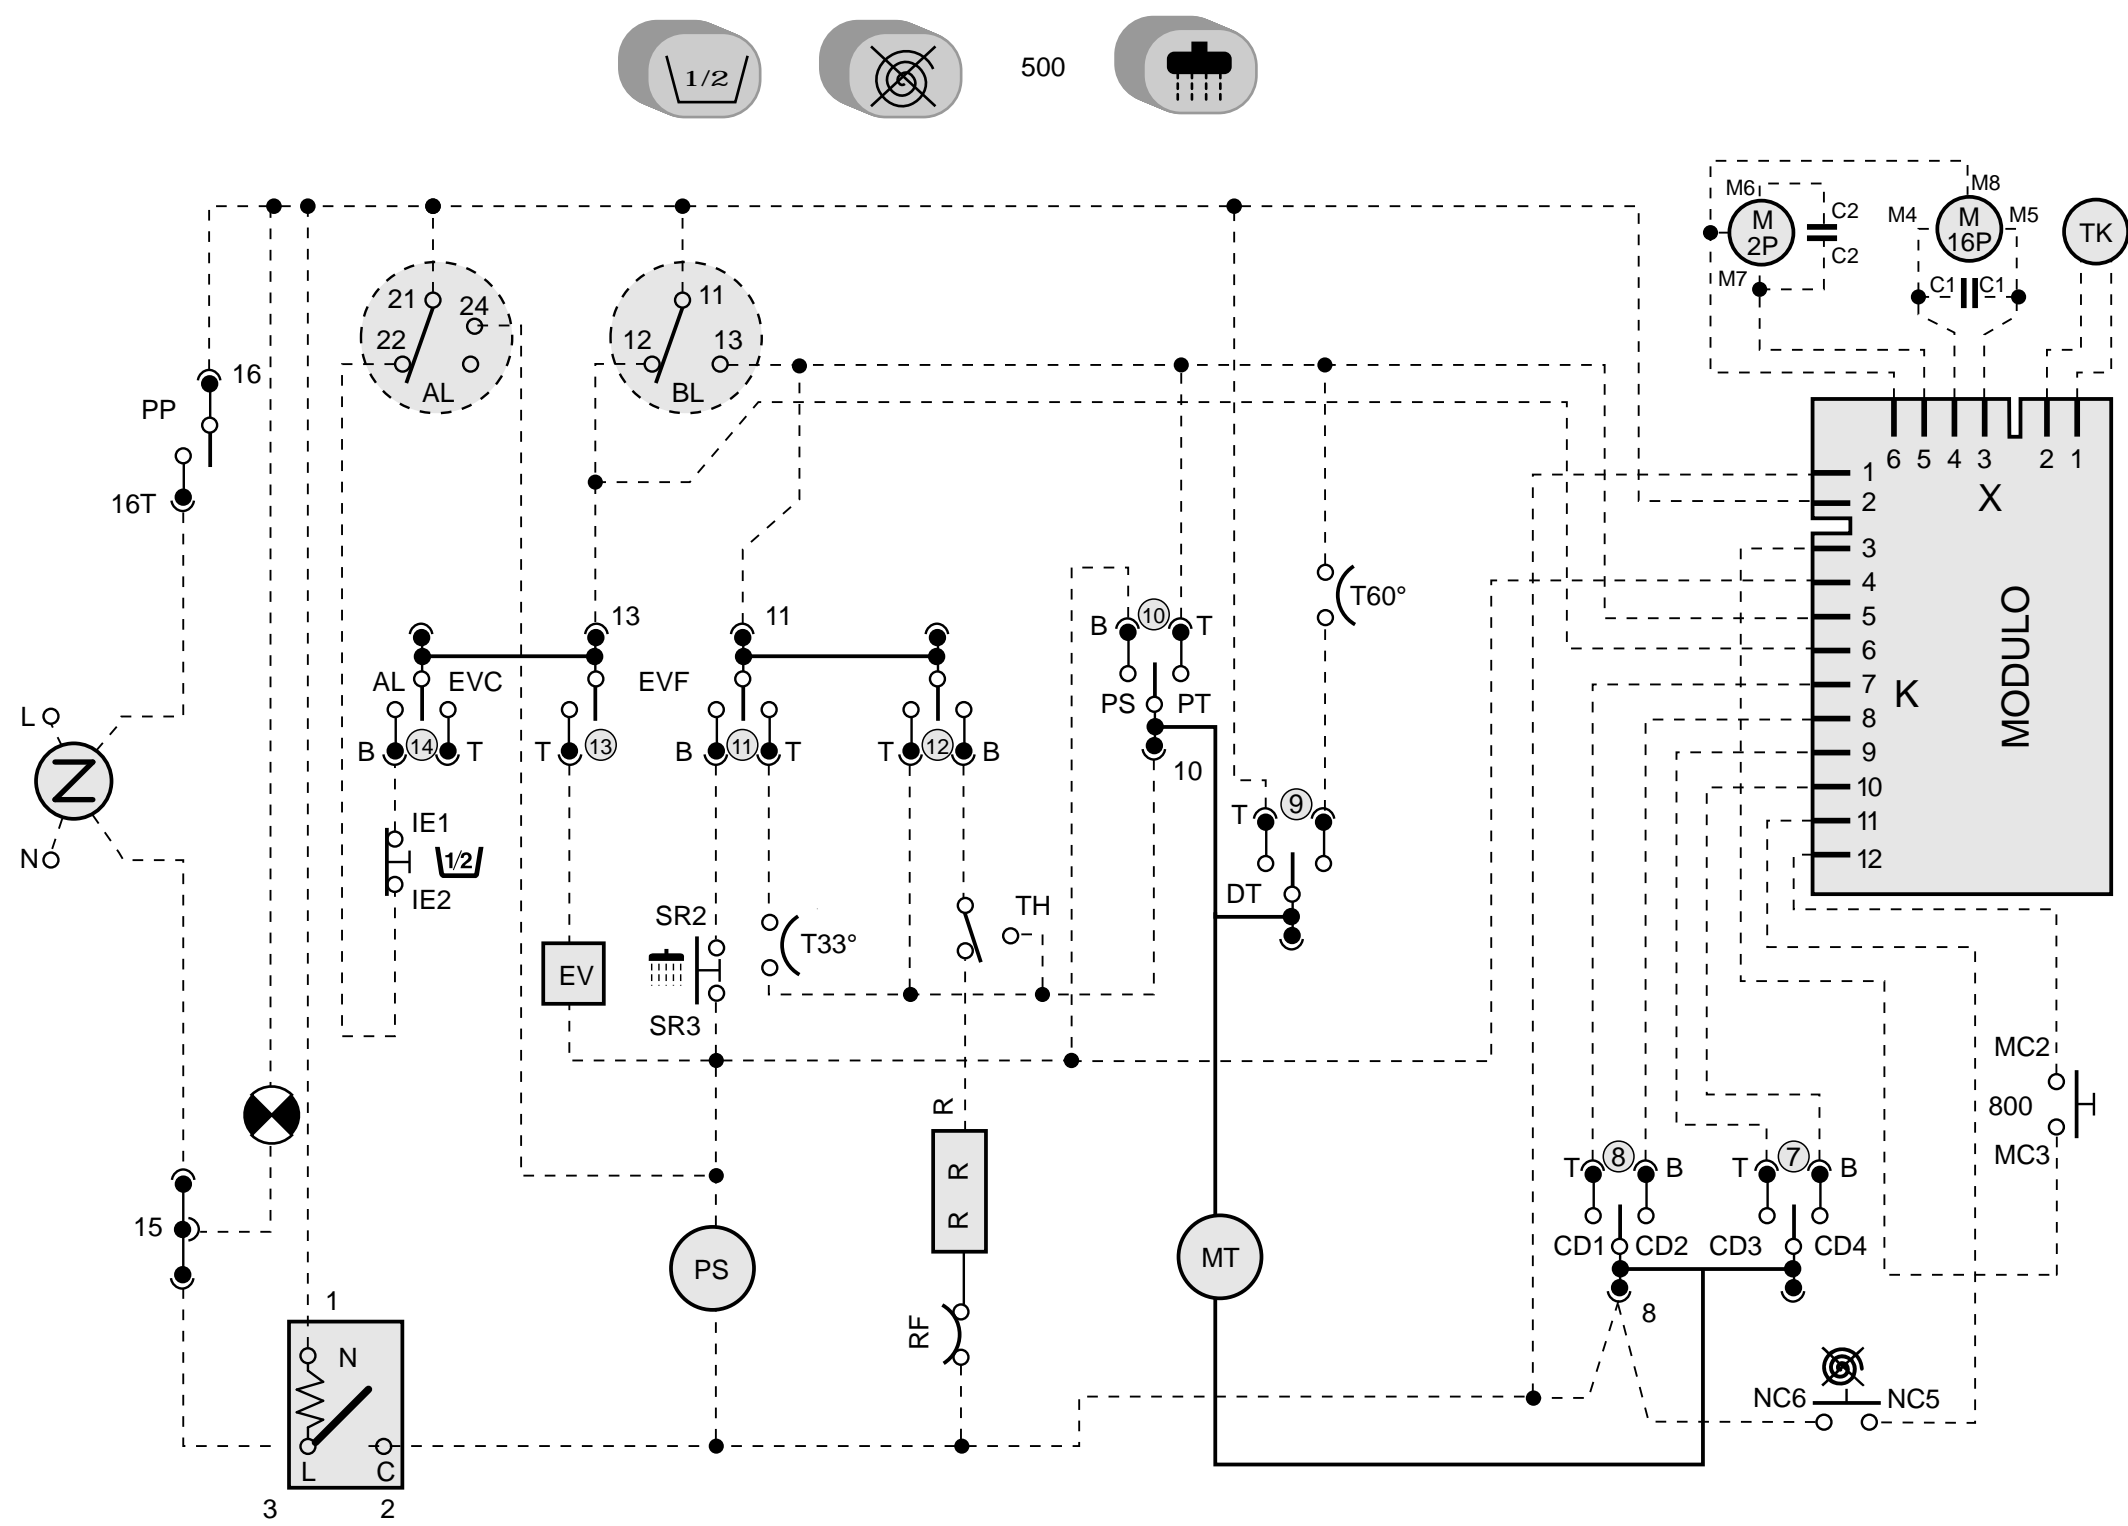 1/2
500
M6 M8
C2 M4 M5
M 2P
M 16P
TK
C2
M7 C1 C1
21 24 11
22 12 13
AL BL
16
PP
16T
6 5 4 3 2 1
X
1
2
3
4
5
6
7
8
9
10
11
12
K
MODULO
T60°
13 11
B 10 T
AL EVC EVF
PS PT
L
B 14 T T 13 B 11 T T 12 B
10
N
T 9
IE1
1/2
IE2
DT
SR2 TH
T33°
EV
SR3
MC2
800
MC3
R
R R
T 8 B T 7 B
15
CD1 CD2 CD3 CD4
PS MT
1
8
RF
N
NC6 NC5
L C
3 2